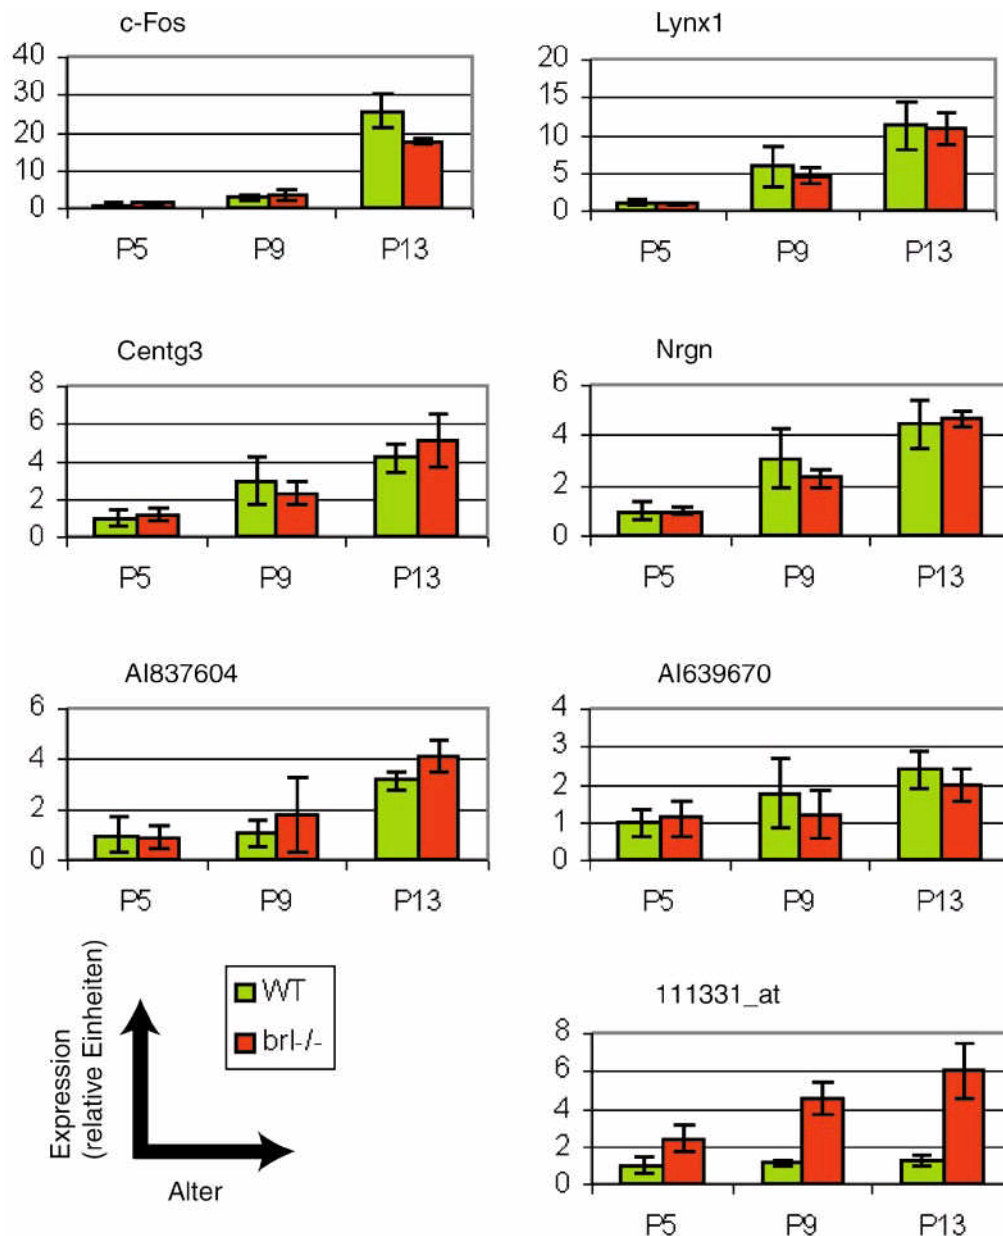 c-Fos
40
30
20
10
0
P5 P9 P13
Lynx1
20
15
10
5
0
P5 P9 P13
Centg3
8
6
4
2
0
P5 P9 P13
Nrgn
6
4
2
0
P5 P9 P13
AI837604
6
4
2
0
P5 P9 P13
AI639670
4
3
2
1
0
P5 P9 P13
Expression
(relative Einheiten)
Alter
WT
brl-/-
111331_at
8
6
4
2
0
P5 P9 P13